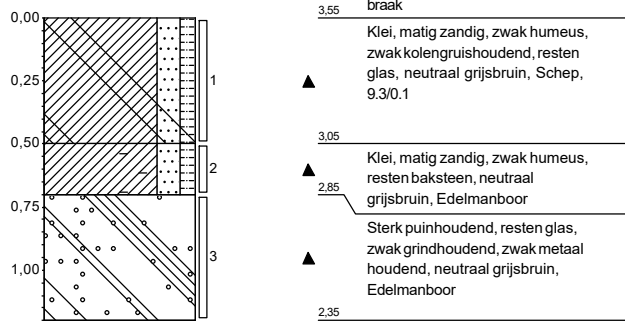 braak
3,55
0,00
Klei, matig zandig, zwak humeus,
zwak kolengruishoudend, resten
glas, neutraal grijsbruin, Schep,
9.3/0.1
0,25
1
0,50
3,05
Klei, matig zandig, zwak humeus,
resten baksteen, neutraal
grijsbruin, Edelmanboor
2
2,85
0,75
Sterk puinhoudend, resten glas,
zwak grindhoudend, zwak metaal
houdend, neutraal grijsbruin,
Edelmanboor
3
1,00
2,35